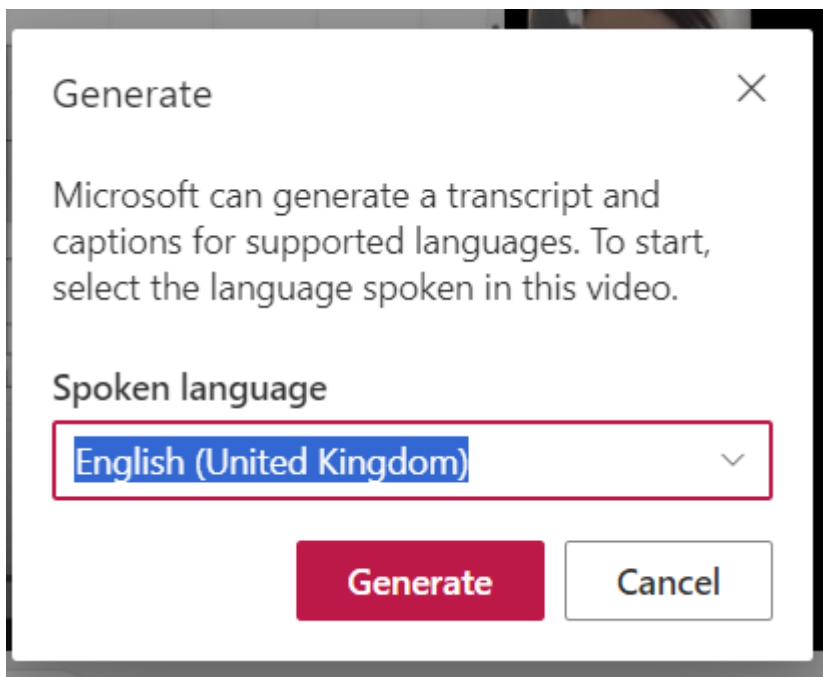 Generate
Microsoft can generate a transcript and
captions for supported languages. To start,
select the language spoken in this video.
Spoken language
English (United Kingdom)
Generate
Cancel